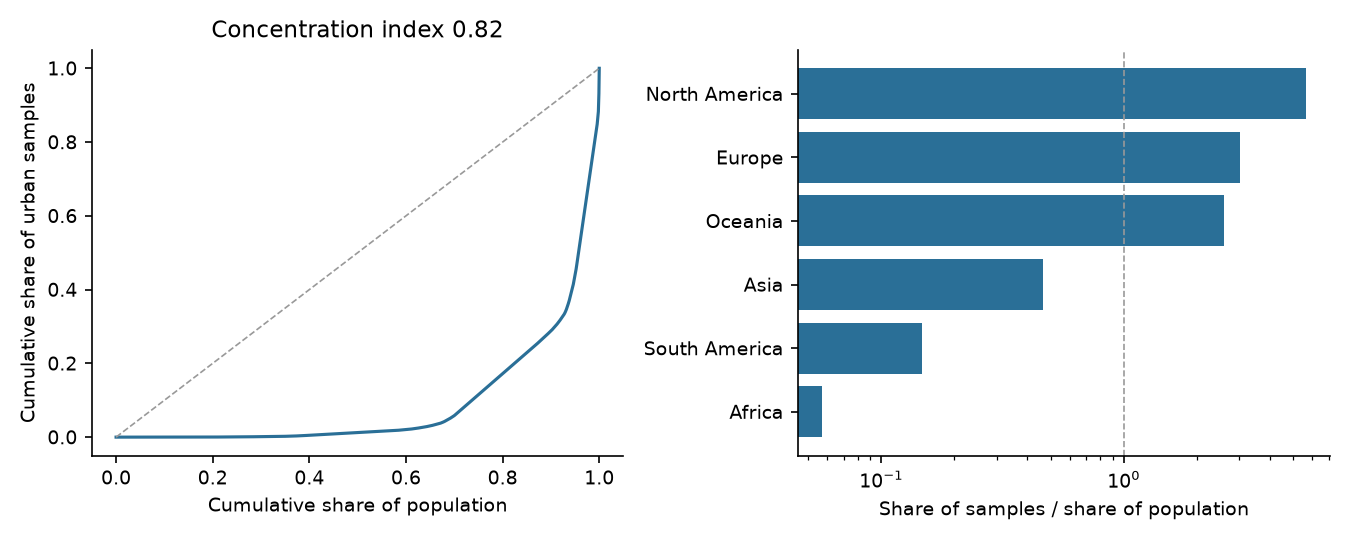 Concentration index 0.82
Cumulative share of urban samples
1.0
0.8
0.6
0.4
0.2
0.0
0.0 0.2 0.4 0.6 0.8 1.0
Cumulative share of population
North America
Europe
Oceania
Asia
South America
Africa
10⁻¹ 10⁰
Share of samples / share of population